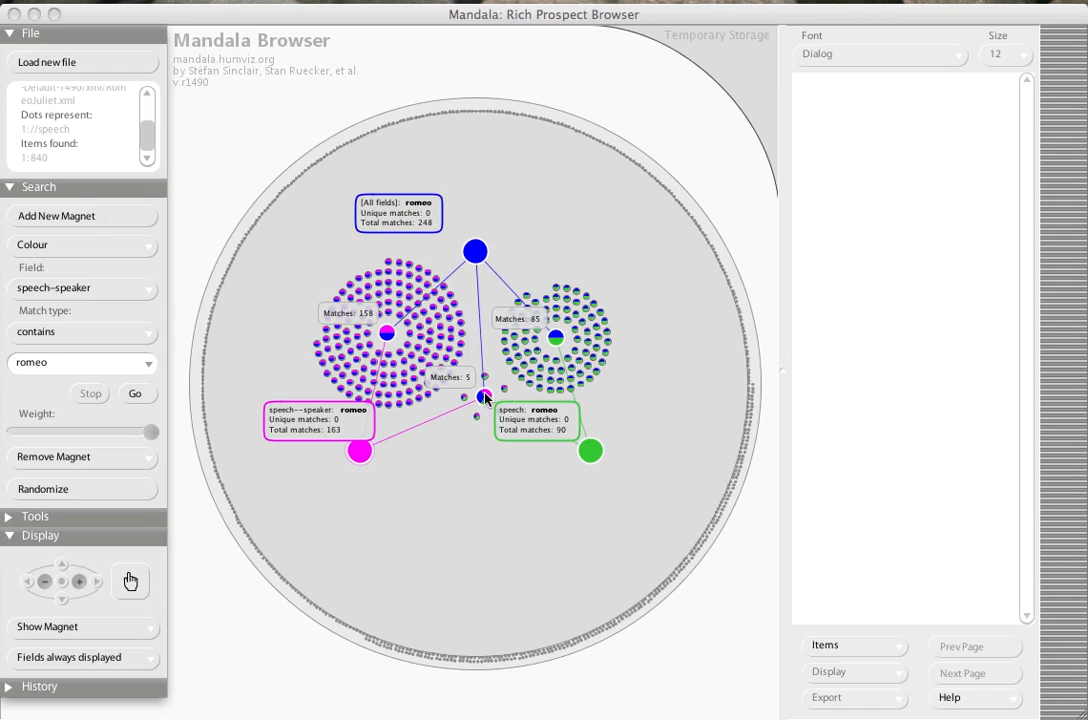 Mandala: Rich Prospect Browser
File
Load new file
-Default-1490/xml/Rom
eoJuliet.xml
Dots represent:
1://speech
Items found:
1:840
Search
Add New Magnet
Colour
Field:
speech-speaker
Match type:
contains
romeo
Stop
Go
Weight:
Remove Magnet
Randomize
Tools
Display
Show Magnet
Fields always displayed
History
Mandala Browser
mandala.humviz.org
by Stéfan Sinclair, Stan Ruecker, et al.
v.r1490
Temporary Storage
[All fields]: romeo
Unique matches: 0
Total matches: 248
Matches: 158
Matches: 85
Matches: 5
speech--speaker: romeo
Unique matches: 0
Total matches: 163
speech: romeo
Unique matches: 0
Total matches: 90
Font
Size
Dialog
12
Items
Prev Page
Display
Next Page
Export
Help